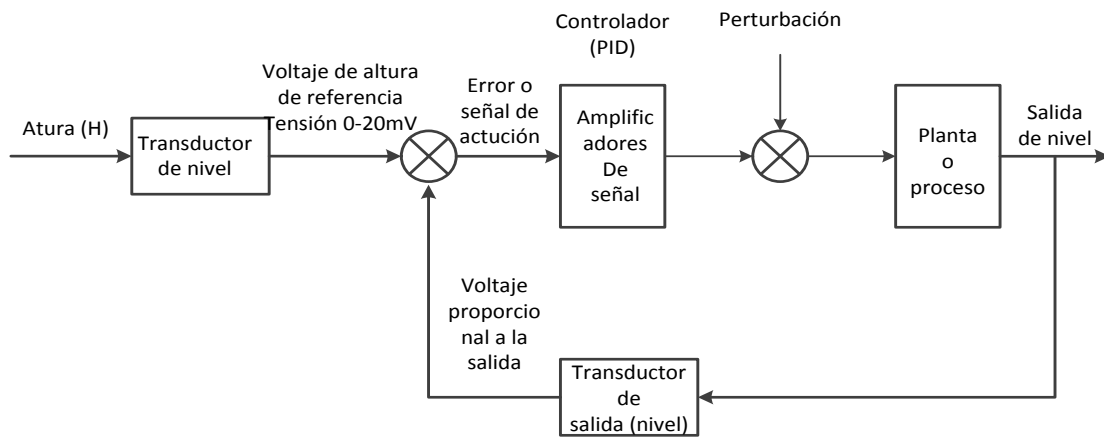 Atura (H)
Transductor
de nivel
Voltaje de altura
de referencia
Tensión 0-20mV
Error o
señal de
actución
Controlador
(PID)
Amplific
adores
De
señal
Perturbación
Planta
o
proceso
Salida
de nivel
Voltaje
proporcio
nal a la
salida
Transductor
de
salida (nivel)